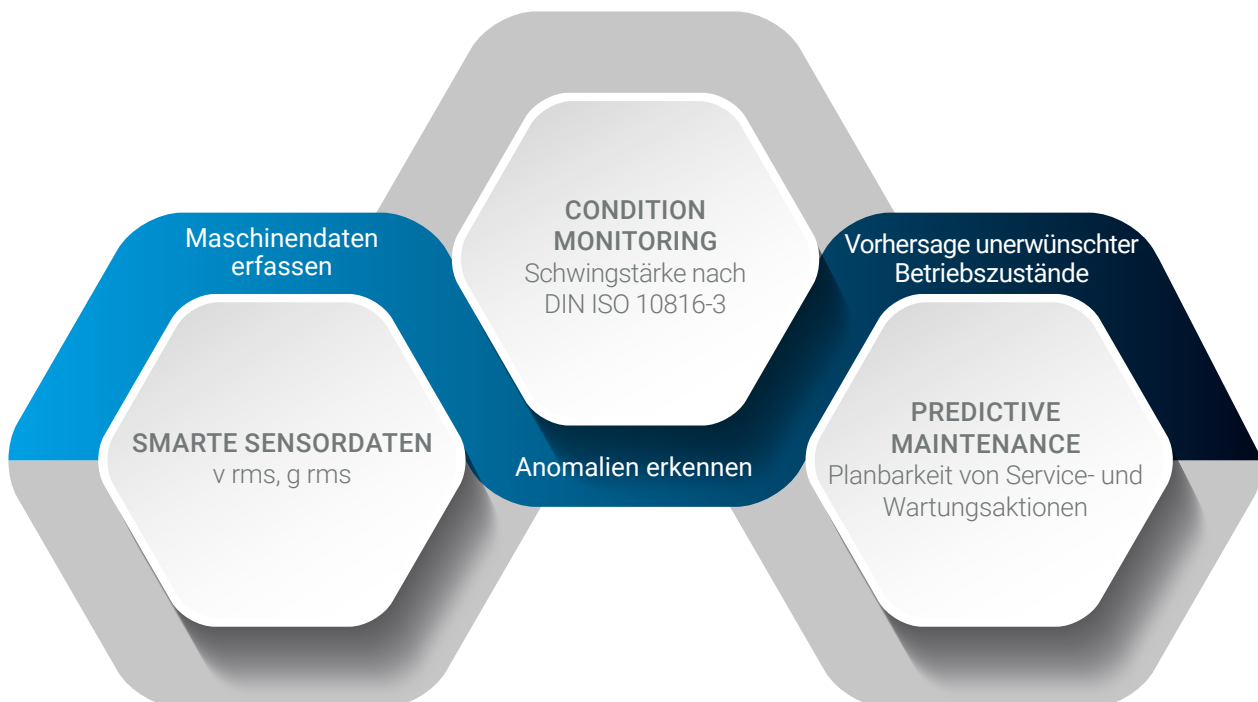 Maschinendaten
erfassen
SMARTE SENSORDATEN
v rms, g rms
CONDITION
MONITORING
Schwingstärke nach
DIN ISO 10816-3
Anomalien erkennen
Vorhersage unerwünschter
Betriebszustände
PREDICTIVE
MAINTENANCE
Planbarkeit von Service- und
Wartungsaktionen